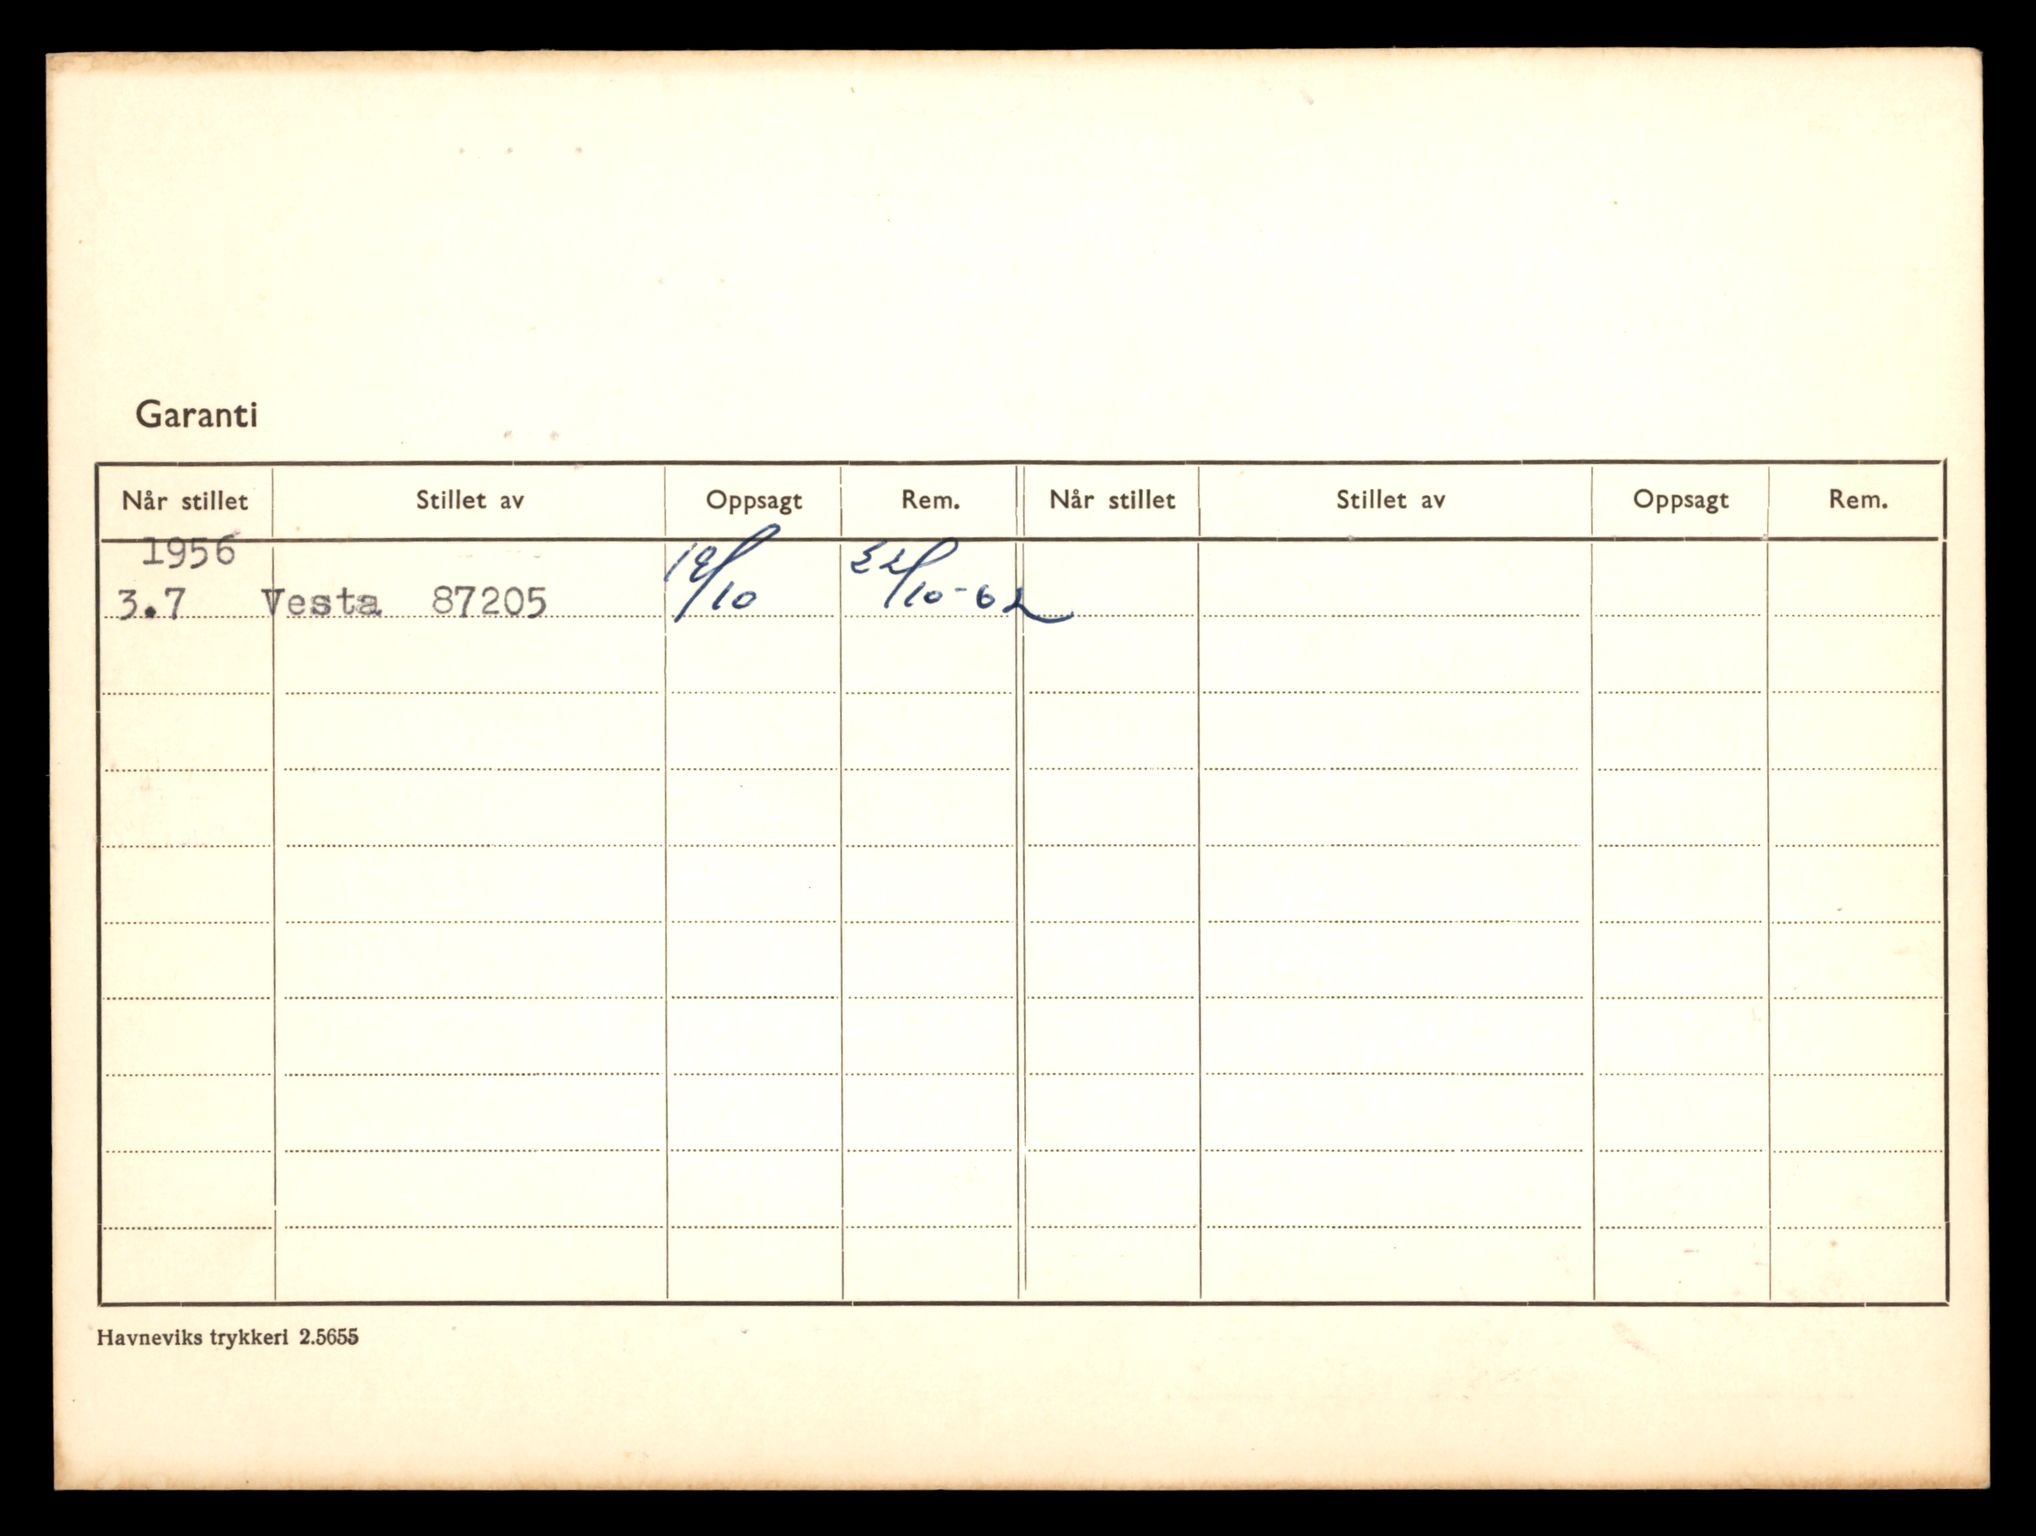 Garanti
Når stillet Stillet av Oppsagt Rem. Når stillet Stillet av Oppsagt Rem.
1956
3.7 Vesta 87205 19/10 22/10-62
Havneviks trykkeri 2.5655